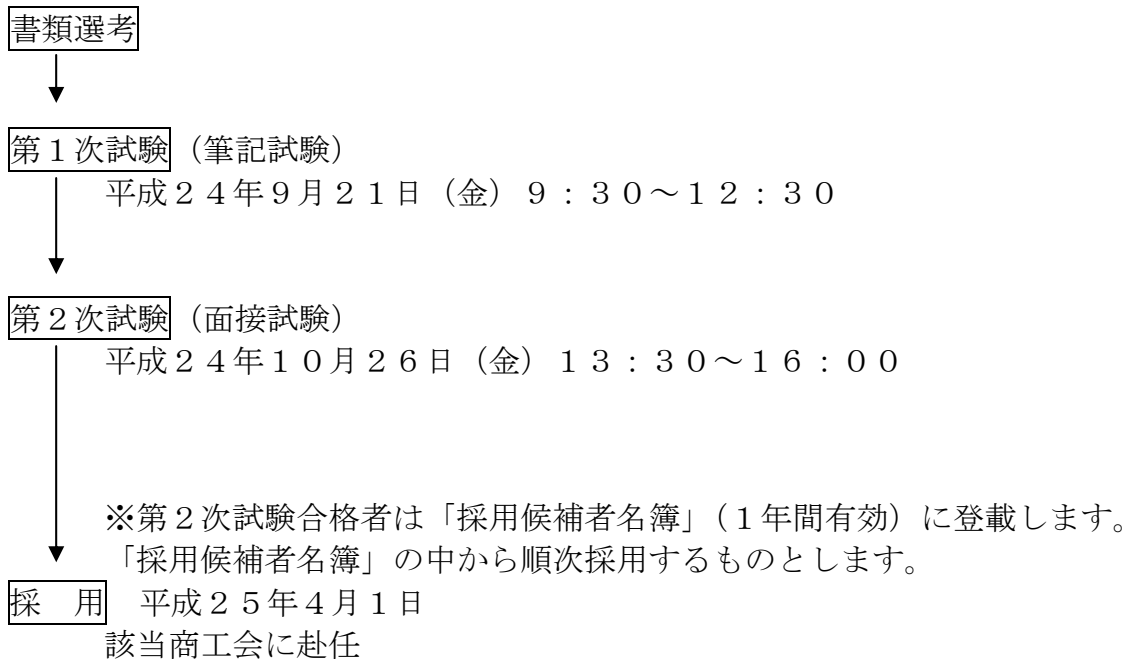 書類選考
第１次試験（筆記試験）
平成２４年９月２１日（金）９：３０～１２：３０
第２次試験（面接試験）
平成２４年１０月２６日（金）１３：３０～１６：００
※第２次試験合格者は「採用候補者名簿」（１年間有効）に登載します。
「採用候補者名簿」の中から順次採用するものとします。
採　用　平成２５年４月１日
該当商工会に赴任